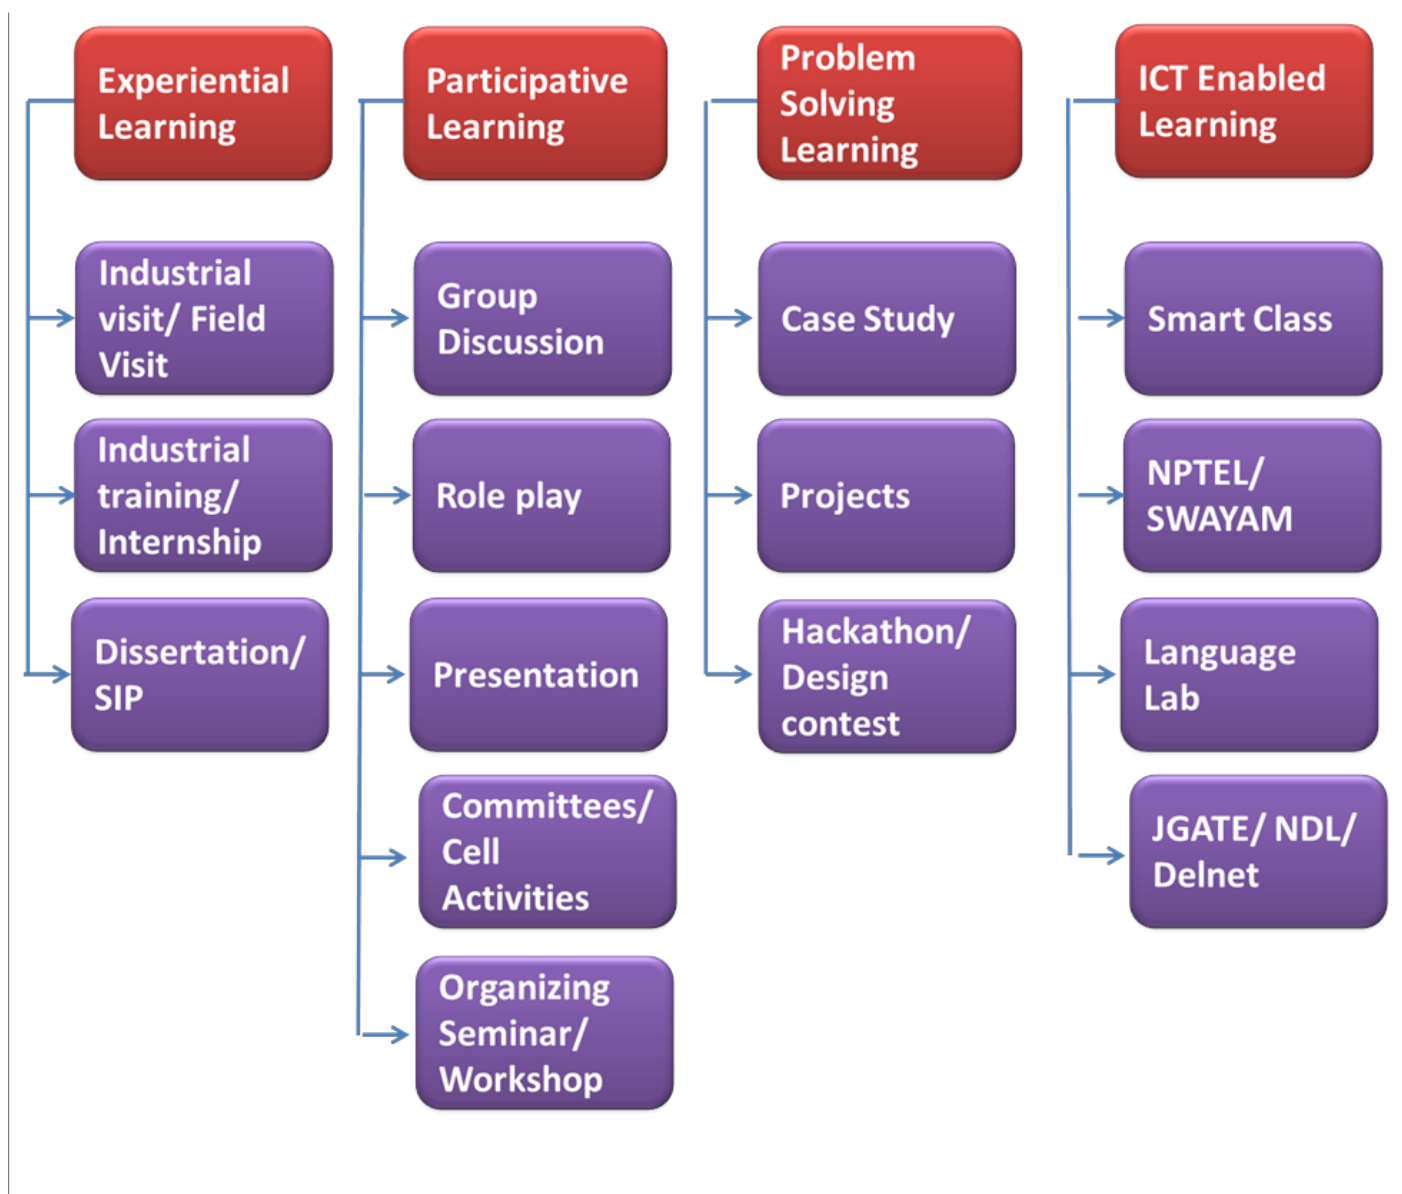 Experiential
Learning
Industrial
visit/ Field
Visit
Industrial
training/
Internship
Dissertation/
SIP
Participative
Learning
Group
Discussion
Role play
Presentation
Committees/
Cell
Activities
Organizing
Seminar/
Workshop
Problem
Solving
Learning
Case Study
Projects
Hackathon/
Design
contest
ICT Enabled
Learning
Smart Class
NPTEL/
SWAYAM
Language
Lab
JGATE/ NDL/
Delnet